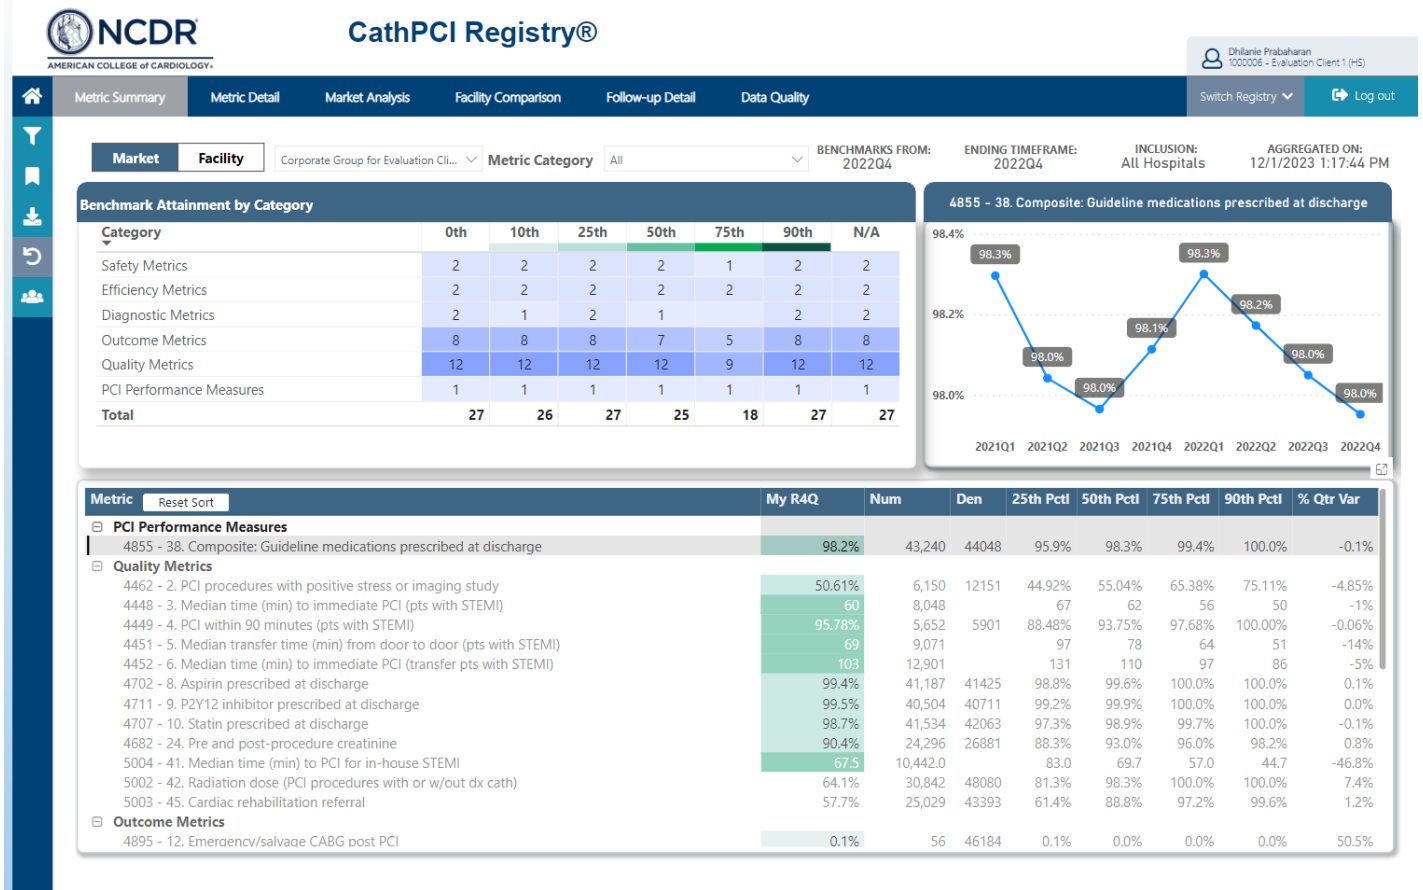 NCDR®
AMERICAN COLLEGE of CARDIOLOGY®
CathPCI Registry®
Dhilanie Prabaharan
1000006 - Evaluation Client 1 (HS)
Metric Summary Metric Detail Market Analysis Facility Comparison Follow-up Detail Data Quality Switch Registry Log out
Market Facility Corporate Group for Evaluation Cli... Metric Category All
BENCHMARKS FROM: ENDING TIMEFRAME: INCLUSION: AGGREGATED ON:
2022Q4 2022Q4 All Hospitals 12/1/2023 1:17:44 PM
Benchmark Attainment by Category
Category 0th 10th 25th 50th 75th 90th N/A
Safety Metrics 2 2 2 2 1 2 2
Efficiency Metrics 2 2 2 2 2 2 2
Diagnostic Metrics 2 1 2 1 2 2
Outcome Metrics 8 8 8 7 5 8 8
Quality Metrics 12 12 12 12 9 12 12
PCI Performance Measures 1 1 1 1 1 1 1
Total 27 26 27 25 18 27 27
4855 - 38. Composite: Guideline medications prescribed at discharge
98.4%
98.2%
98.0%
98.3% 98.0% 98.0% 98.1% 98.3% 98.2% 98.0% 98.0%
2021Q1 2021Q2 2021Q3 2021Q4 2022Q1 2022Q2 2022Q3 2022Q4
Metric Reset Sort My R4Q Num Den 25th Pctl 50th Pctl 75th Pctl 90th Pctl % Qtr Var
PCI Performance Measures
4855 - 38. Composite: Guideline medications prescribed at discharge 98.2% 43,240 44048 95.9% 98.3% 99.4% 100.0% -0.1%
Quality Metrics
4462 - 2. PCI procedures with positive stress or imaging study 50.61% 6,150 12151 44.92% 55.04% 65.38% 75.11% -4.85%
4448 - 3. Median time (min) to immediate PCI (pts with STEMI) 60 8,048 67 62 56 50 -1%
4449 - 4. PCI within 90 minutes (pts with STEMI) 95.78% 5,652 5901 88.48% 93.75% 97.68% 100.00% -0.06%
4451 - 5. Median transfer time (min) from door to door (pts with STEMI) 69 9,071 97 78 64 51 -14%
4452 - 6. Median time (min) to immediate PCI (transfer pts with STEMI) 103 12,901 131 110 97 86 -5%
4702 - 8. Aspirin prescribed at discharge 99.4% 41,187 41425 98.8% 99.6% 100.0% 100.0% 0.1%
4711 - 9. P2Y12 inhibitor prescribed at discharge 99.5% 40,504 40711 99.2% 99.9% 100.0% 100.0% 0.0%
4707 - 10. Statin prescribed at discharge 98.7% 41,534 42063 97.3% 98.9% 99.7% 100.0% -0.1%
4682 - 24. Pre and post-procedure creatinine 90.4% 24,296 26881 88.3% 93.0% 96.0% 98.2% 0.8%
5004 - 41. Median time (min) to PCI for in-house STEMI 67.5 10,442.0 83.0 69.7 57.0 44.7 -46.8%
5002 - 42. Radiation dose (PCI procedures with or w/out dx cath) 64.1% 30,842 48080 81.3% 98.3% 100.0% 100.0% 7.4%
5003 - 45. Cardiac rehabilitation referral 57.7% 25,029 43393 61.4% 88.8% 97.2% 99.6% 1.2%
Outcome Metrics
4895 - 12. Emergency/salvage CABG post PCI 0.1% 56 46184 0.1% 0.0% 0.0% 0.0% 50.5%